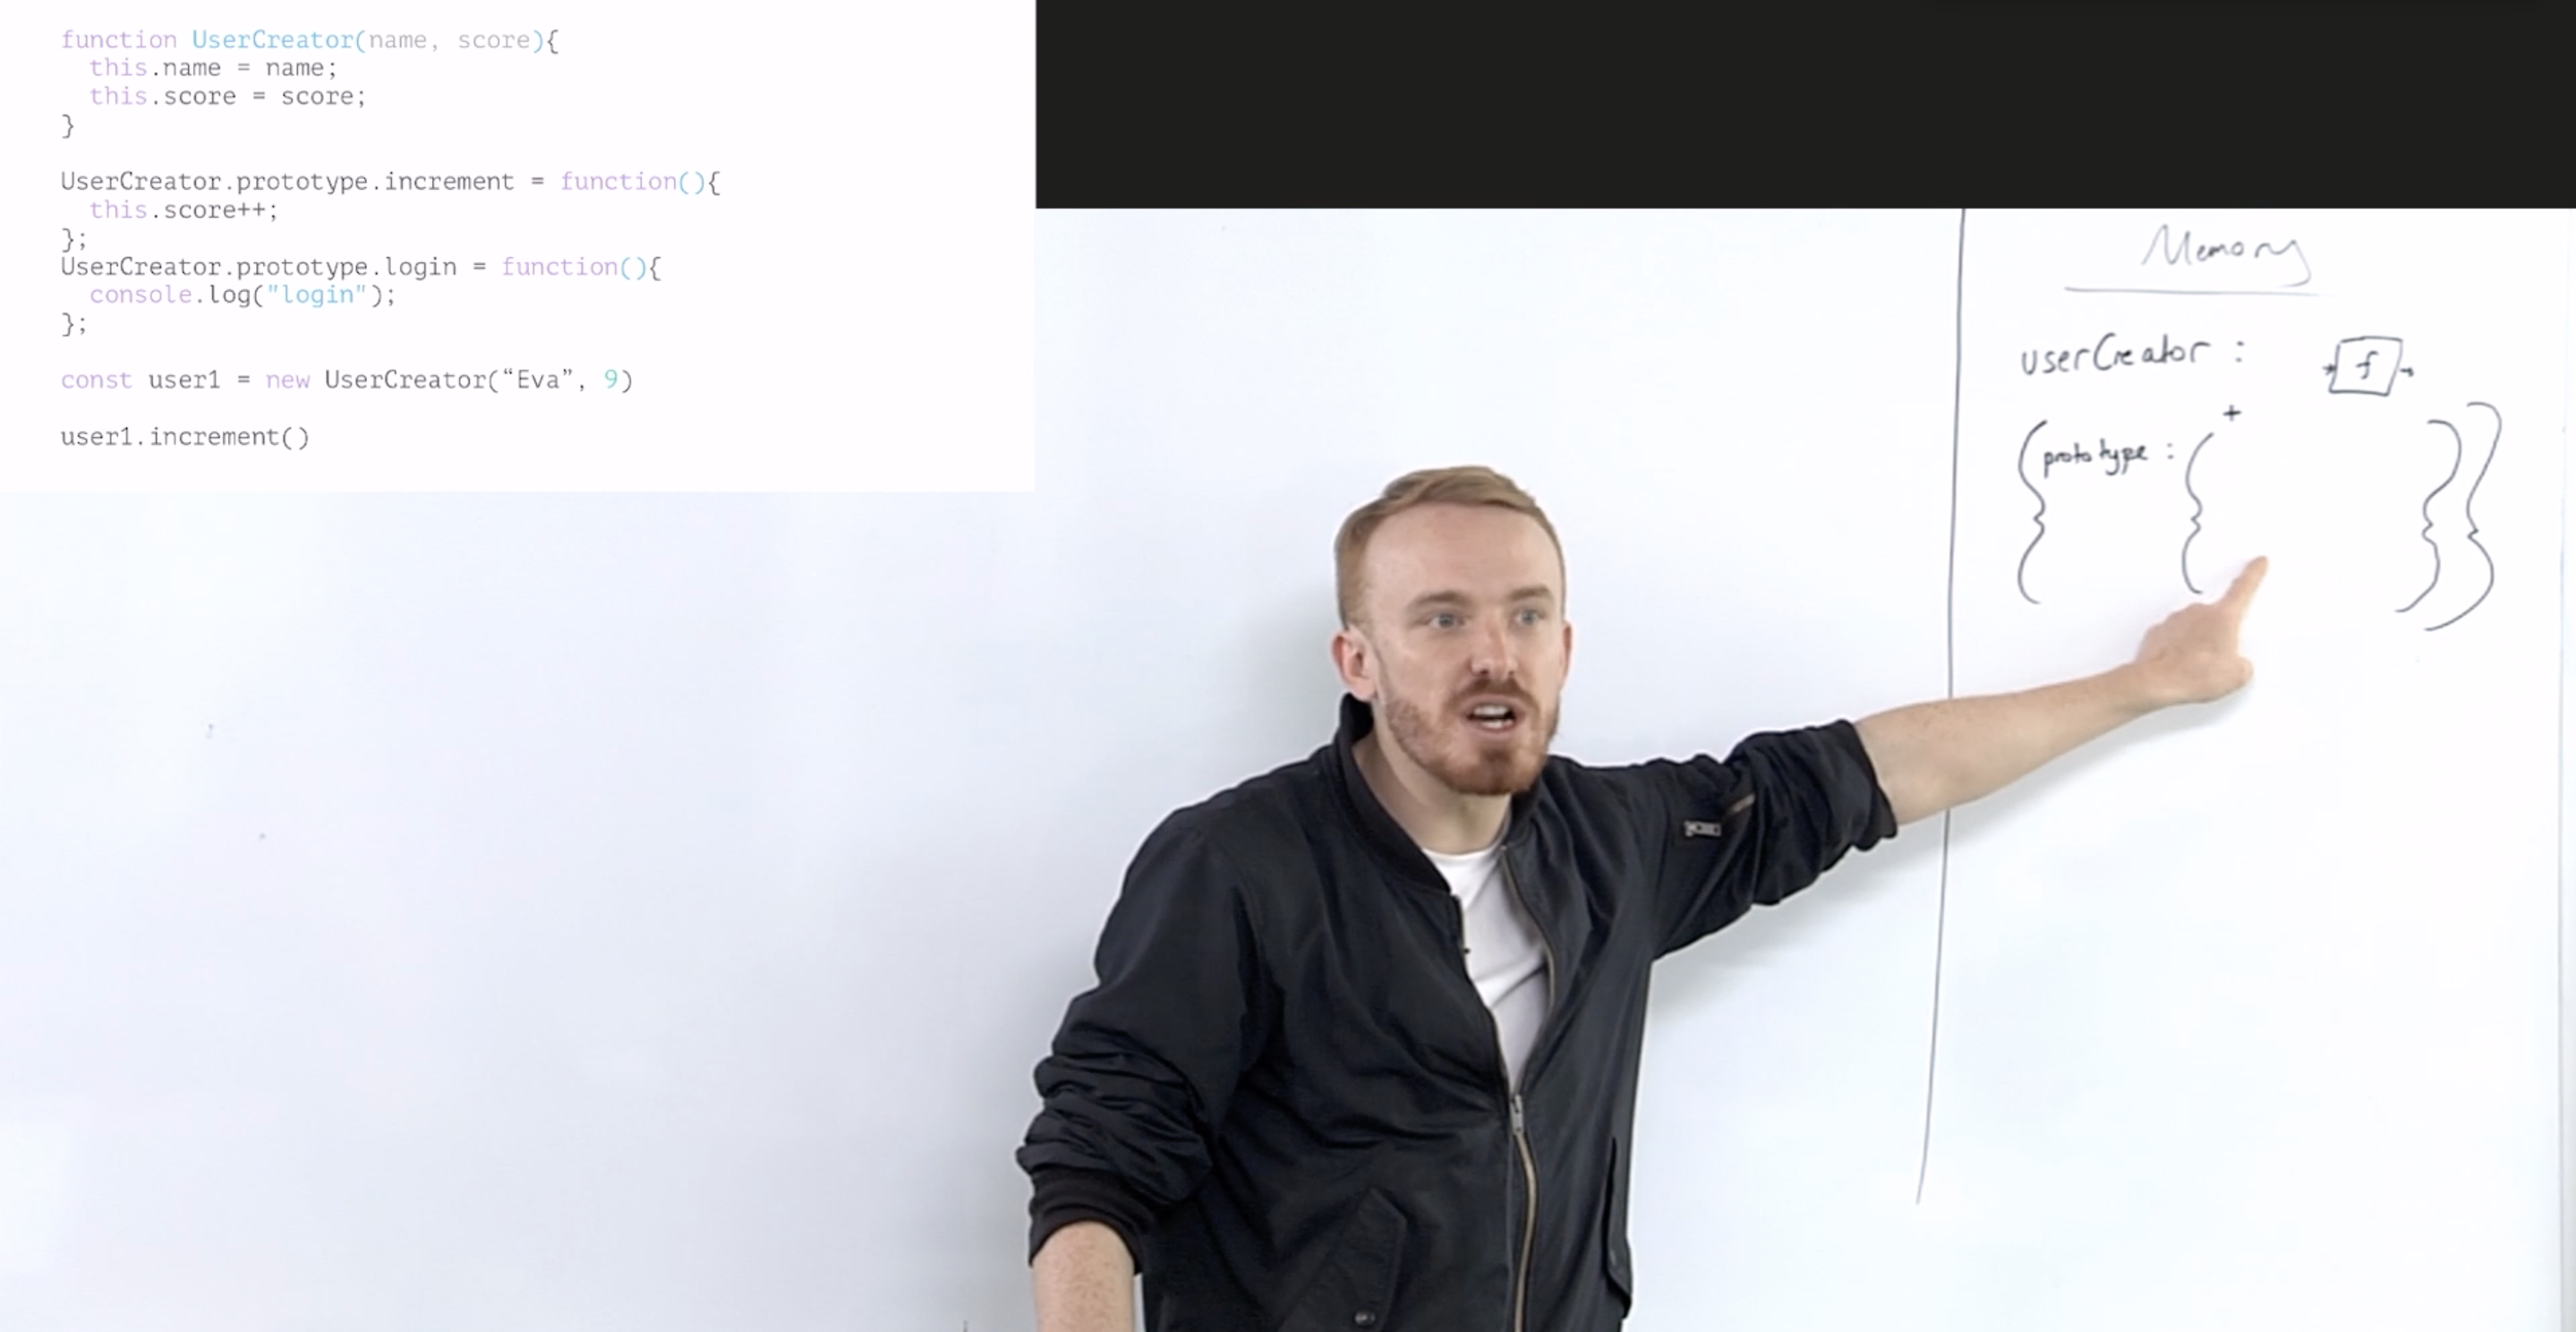 function UserCreator(name, score){
  this.name = name;
  this.score = score;
}
UserCreator.prototype.increment = function(){
  this.score++;
};
UserCreator.prototype.login = function(){
  console.log("login");
};
const user1 = new UserCreator(“Eva”, 9)
user1.increment()
Memory
userCreator : f
+
{ prototype : { } }